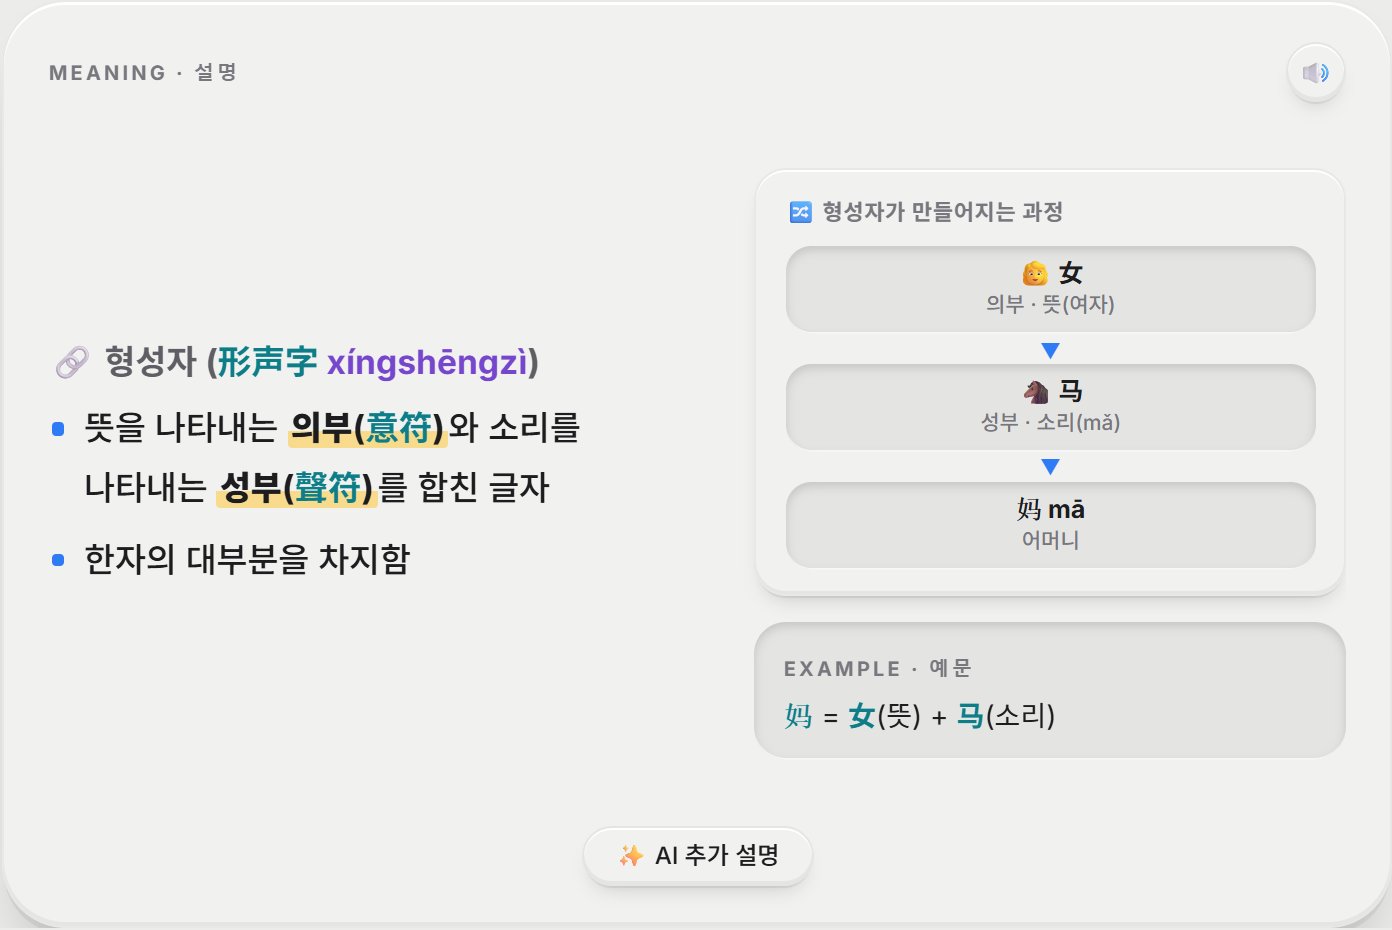 MEANING · 설명
형성자 (形声字 xíngshēngzì)
뜻을 나타내는 의부(意符)와 소리를
나타내는 성부(聲符)를 합친 글자
한자의 대부분을 차지함
형성자가 만들어지는 과정
女
의부 · 뜻(여자)
马
성부 · 소리(mǎ)
妈 mā
어머니
EXAMPLE · 예문
妈 = 女(뜻) + 马(소리)
AI 추가 설명